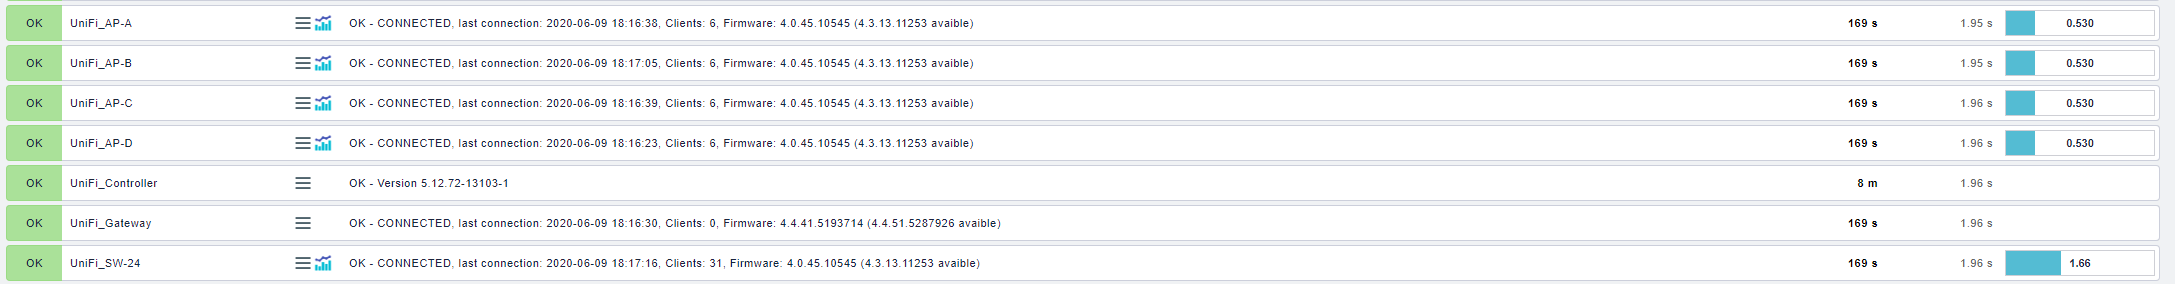 OK UniFi_AP-A OK - CONNECTED, last connection: 2020-06-09 18:16:38, Clients: 6, Firmware: 4.0.45.10545 (4.3.13.11253 avaible) 169 s 1.95 s 0.530
OK UniFi_AP-B OK - CONNECTED, last connection: 2020-06-09 18:17:05, Clients: 6, Firmware: 4.0.45.10545 (4.3.13.11253 avaible) 169 s 1.95 s 0.530
OK UniFi_AP-C OK - CONNECTED, last connection: 2020-06-09 18:16:39, Clients: 6, Firmware: 4.0.45.10545 (4.3.13.11253 avaible) 169 s 1.96 s 0.530
OK UniFi_AP-D OK - CONNECTED, last connection: 2020-06-09 18:16:23, Clients: 6, Firmware: 4.0.45.10545 (4.3.13.11253 avaible) 169 s 1.96 s 0.530
OK UniFi_Controller OK - Version 5.12.72-13103-1 8 m 1.96 s
OK UniFi_Gateway OK - CONNECTED, last connection: 2020-06-09 18:16:30, Clients: 0, Firmware: 4.4.41.5193714 (4.4.51.5287926 avaible) 169 s 1.96 s
OK UniFi_SW-24 OK - CONNECTED, last connection: 2020-06-09 18:17:16, Clients: 31, Firmware: 4.0.45.10545 (4.3.13.11253 avaible) 169 s 1.96 s 1.66